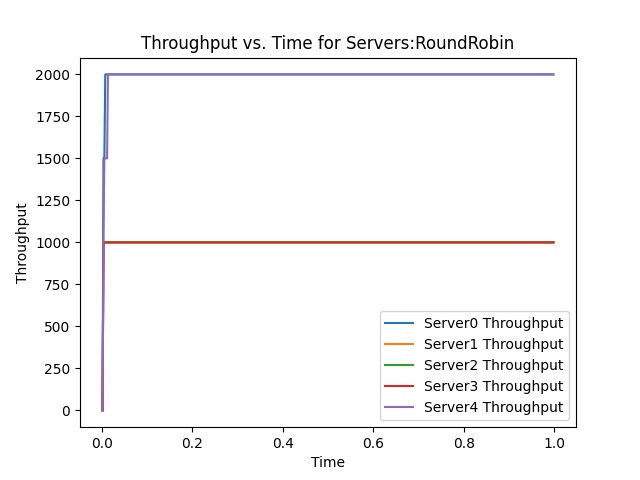 Throughput vs. Time for Servers:RoundRobin
Throughput
2000
1750
1500
1250
1000
750
500
250
0
Server0 Throughput
Server1 Throughput
Server2 Throughput
Server3 Throughput
Server4 Throughput
0.0 0.2 0.4 0.6 0.8 1.0
Time